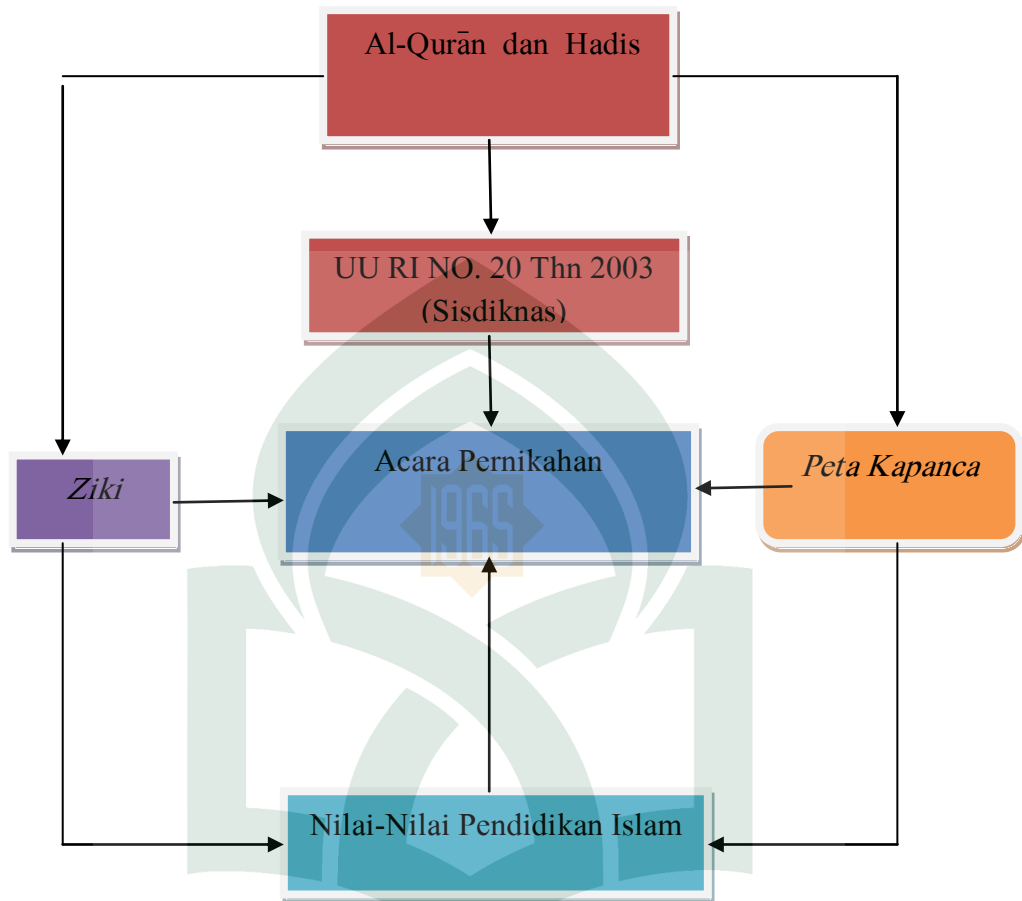 Al-Qurān dan Hadis
UU RI NO. 20 Thn 2003
(Sisdiknas)
Acara Pernikahan
Ziki
Peta Kapanca
1965
Nilai-Nilai Pendidikan Islam